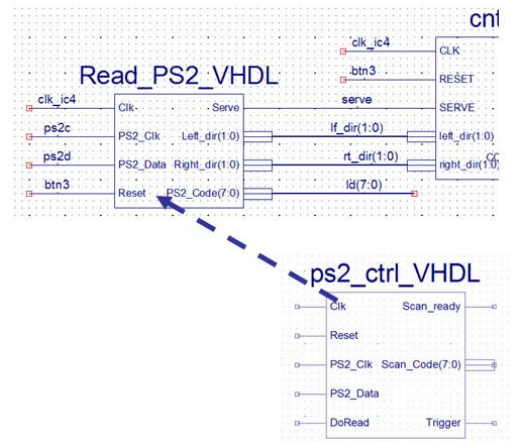 cnt
clk_ic4
CLK
btn3
RESET
Read_PS2_VHDL
clk_ic4
Clk
Serve
serve
SERVE
ps2c
PS2_Clk
Left_dir(1:0)
lf_dir(1:0)
left_dir(1:0)
ps2d
PS2_Data
Right_dir(1:0)
rt_dir(1:0)
right_dir(1:0)
btn3
Reset
PS2_Code(7:0)
ld(7:0)
ps2_ctrl_VHDL
Clk
Scan_ready
Reset
PS2_Clk
Scan_Code(7:0)
PS2_Data
DoRead
Trigger